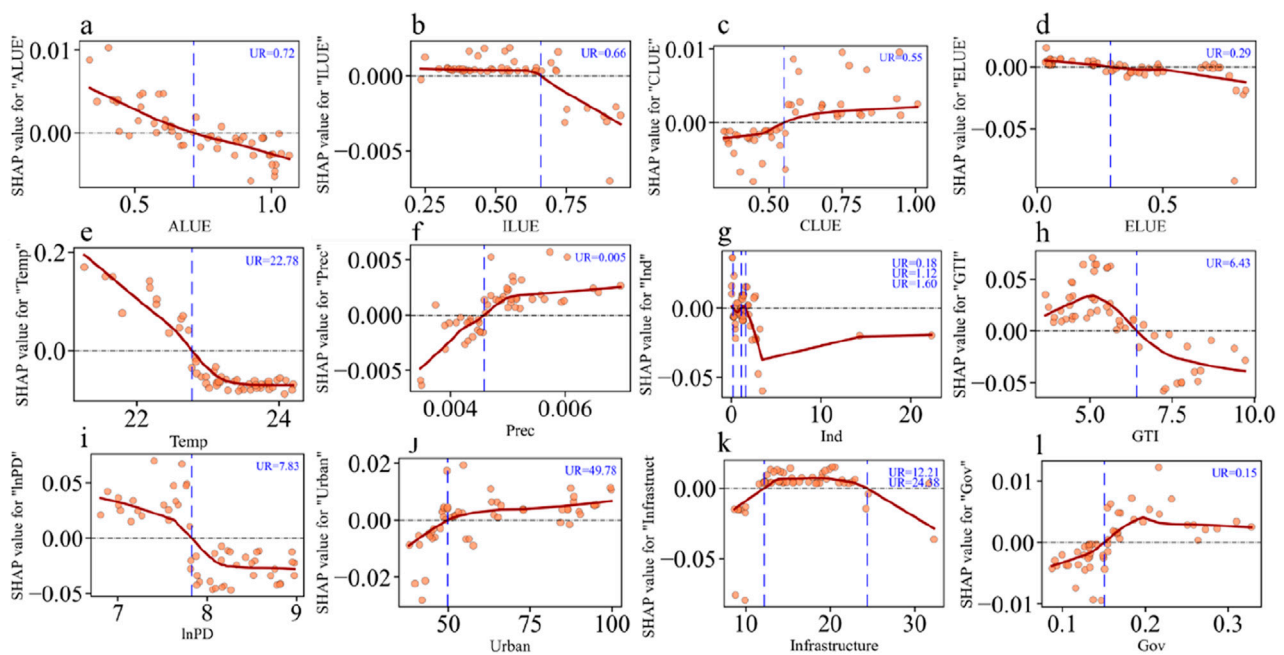 a
SHAP value for "ALUE"
0.01
0.00
UR=0.72
0.5
1.0
ALUE
b
SHAP value for "ILUE"
0.000
−0.005
UR=0.66
0.25
0.50
0.75
ILUE
c
SHAP value for "CLUE"
0.01
0.00
UR=0.55
0.50
0.75
1.00
CLUE
d
SHAP value for "ELUE"
0.00
−0.05
UR=0.29
0.0
0.5
ELUE
e
SHAP value for "Temp"
0.2
0.0
UR=22.78
22
24
Temp
f
SHAP value for "Prec"
0.005
0.000
−0.005
UR=0.005
0.004
0.006
Prec
g
SHAP value for "Ind"
0.00
−0.05
UR=0.18
UR=1.12
UR=1.60
0
10
20
Ind
h
SHAP value for "GTI"
0.05
0.00
−0.05
UR=6.43
5.0
7.5
10.0
GTI
i
SHAP value for "lnPD"
0.05
0.00
−0.05
UR=7.83
7
8
9
lnPD
J
SHAP value for "Urban"
0.02
0.00
−0.02
UR=49.78
50
75
100
Urban
k
SHAP value for "Infrastruct
0.00
−0.05
UR=12.21
UR=24.38
10
20
30
Infrastructure
l
SHAP value for "Gov"
0.01
0.00
−0.01
UR=0.15
0.1
0.2
0.3
Gov